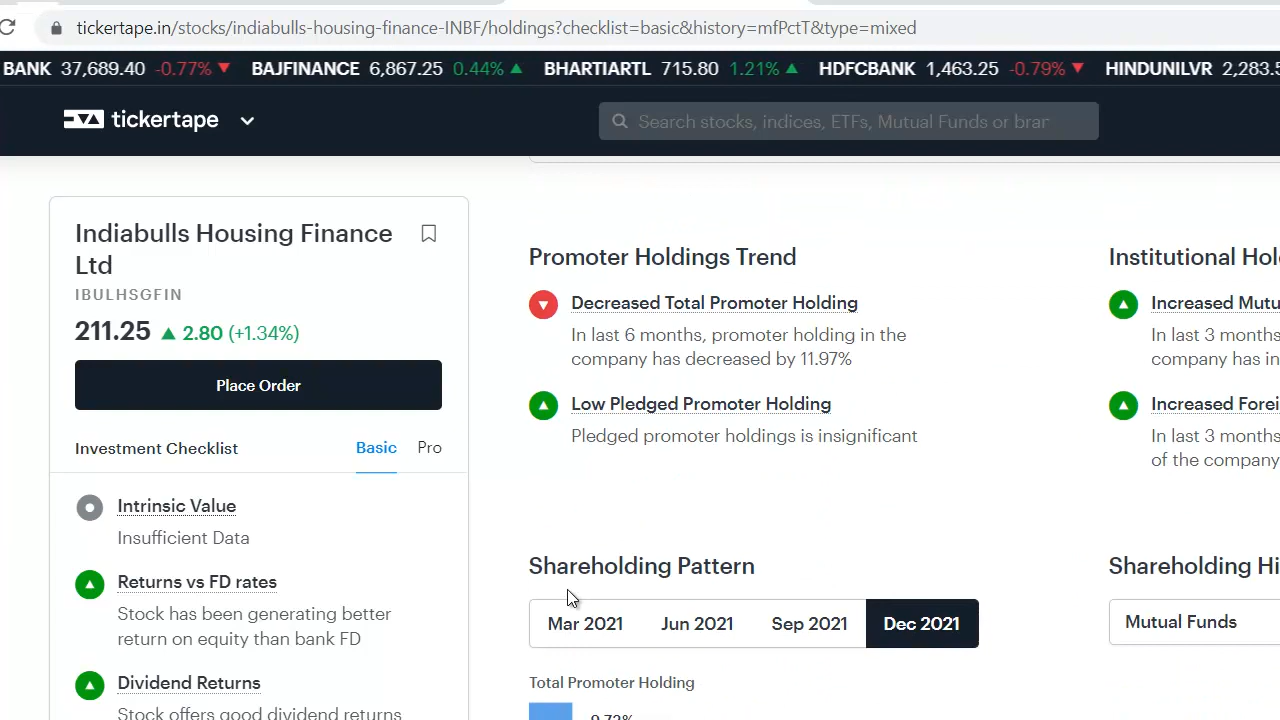 tickertape.in/stocks/indiabulls-housing-finance-INBF/holdings?checklist=basic&history=mfPctT&type=mixed
BANK 37,689.40 -0.77% ▼ BAJFINANCE 6,867.25 0.44% ▲ BHARTIARTL 715.80 1.21% ▲ HDFCBANK 1,463.25 -0.79% ▼ HINDUNILVR 2,283.5
tickertape
Search stocks, indices, ETFs, Mutual Funds or brar
Indiabulls Housing Finance
Ltd
IBULHSGFIN
211.25 ▲ 2.80 (+1.34%)
Place Order
Investment Checklist Basic Pro
Intrinsic Value
Insufficient Data
Returns vs FD rates
Stock has been generating better
return on equity than bank FD
Dividend Returns
Stock offers good dividend returns
Promoter Holdings Trend
Decreased Total Promoter Holding
In last 6 months, promoter holding in the
company has decreased by 11.97%
Low Pledged Promoter Holding
Pledged promoter holdings is insignificant
Institutional Hol
Increased Mutu
In last 3 months
company has in
Increased Forei
In last 3 months
of the company
Shareholding Pattern
Mar 2021 Jun 2021 Sep 2021 Dec 2021
Total Promoter Holding
9.72%
Shareholding Hi
Mutual Funds